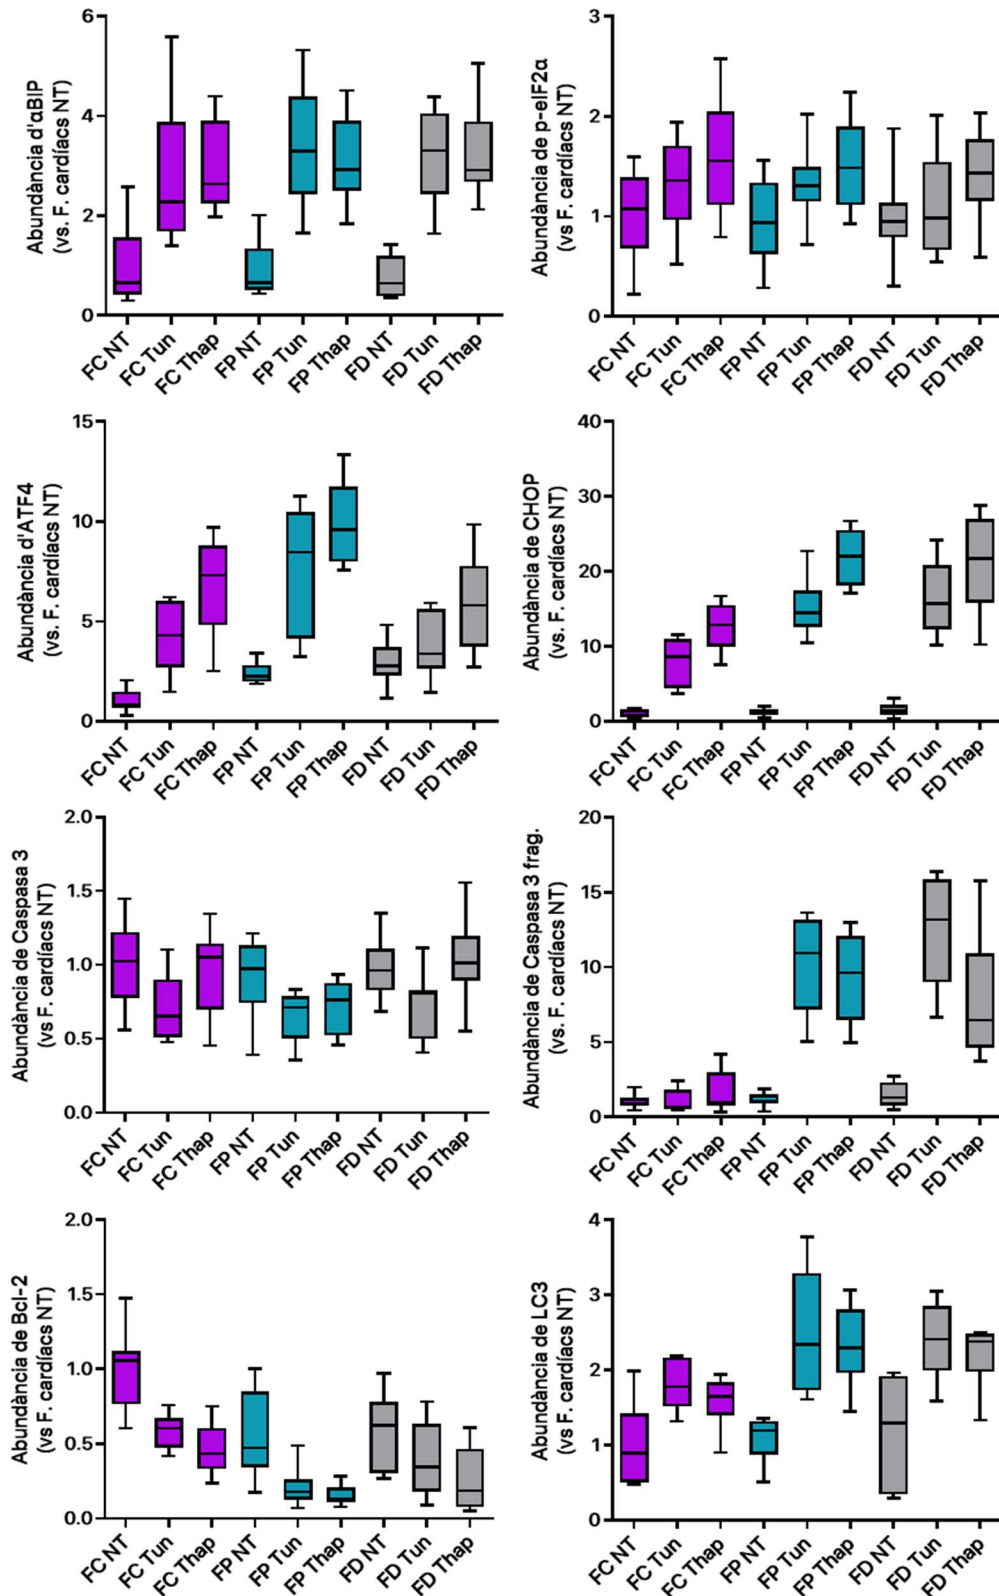 Abundància d'αBIP
(vs. F. cardíacs NT)
6
4
2
0
FC NT
FC Tun
FC Thap
FP NT
FP Tun
FP Thap
FD NT
FD Tun
FD Thap
Abundància de p-eIF2α
(vs F. cardíacs NT)
3
2
1
0
FC NT
FC Tun
FC Thap
FP NT
FP Tun
FP Thap
FD NT
FD Tun
FD Thap
Abundància d'ATF4
(vs. F. cardíacs NT)
15
10
5
0
FC NT
FC Tun
FC Thap
FP NT
FP Tun
FP Thap
FD NT
FD Tun
FD Thap
Abundància de CHOP
(vs. F. cardíacs NT)
40
30
20
10
0
FC NT
FC Tun
FC Thap
FP NT
FP Tun
FP Thap
FD NT
FD Tun
FD Thap
Abundància de Caspasa 3
(vs F. cardíacs NT)
2.0
1.5
1.0
0.5
0.0
FC NT
FC Tun
FC Thap
FP NT
FP Tun
FP Thap
FD NT
FD Tun
FD Thap
Abundància de Caspasa 3 frag.
(vs. F. cardíacs NT)
20
15
10
5
0
FC NT
FC Tun
FC Thap
FP NT
FP Tun
FP Thap
FD NT
FD Tun
FD Thap
Abundància de Bcl-2
(vs F. cardíacs NT)
2.0
1.5
1.0
0.5
0.0
FC NT
FC Tun
FC Thap
FP NT
FP Tun
FP Thap
FD NT
FD Tun
FD Thap
Abundància de LC3
(vs F. cardíacs NT)
4
3
2
1
0
FC NT
FC Tun
FC Thap
FP NT
FP Tun
FP Thap
FD NT
FD Tun
FD Thap